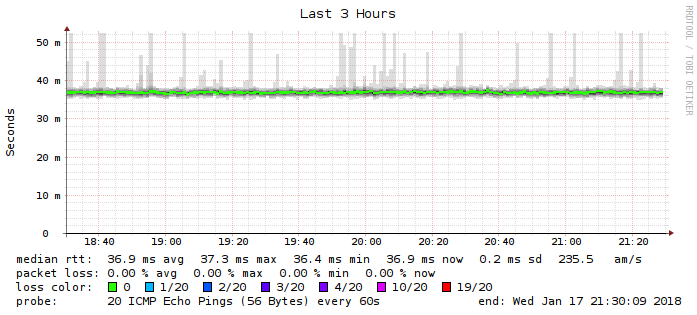 Last 3 Hours
RRDTOOL / TOBI OETIKER
Seconds
50 m
40 m
30 m
20 m
10 m
0
18:40 19:00 19:20 19:40 20:00 20:20 20:40 21:00 21:20
median rtt: 36.9 ms avg 37.3 ms max 36.4 ms min 36.9 ms now 0.2 ms sd 235.5 am/s
packet loss: 0.00 % avg 0.00 % max 0.00 % min 0.00 % now
loss color: 0 1/20 2/20 3/20 4/20 10/20 19/20
probe: 20 ICMP Echo Pings (56 Bytes) every 60s end: Wed Jan 17 21:30:09 2018